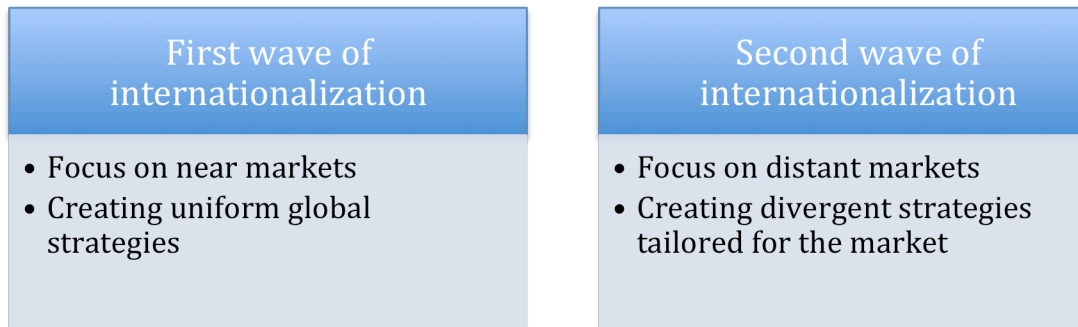 First wave of
internationalization
• Focus on near markets
• Creating uniform global
strategies
Second wave of
internationalization
• Focus on distant markets
• Creating divergent strategies
tailored for the market